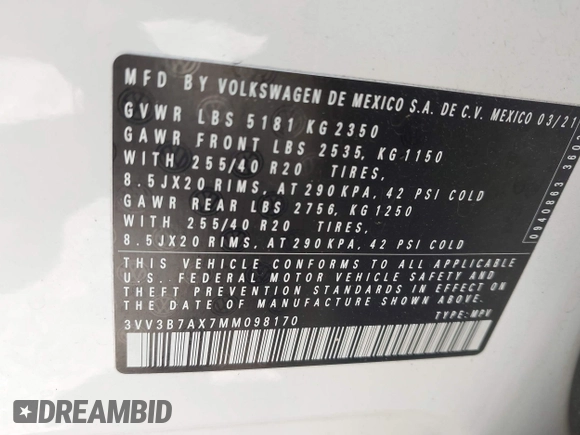 MFD BY VOLKSWAGEN DE MEXICO S.A. DE C.V. MEXICO 03/21
GVWR LBS 5181 KG 2350
GAWR FRONT LBS 2535, KG 1150
WITH 255/40 R20 TIRES,
8.5JX20 RIMS, AT 290 KPA, 42 PSI COLD
GAWR REAR LBS 2756, KG 1250
WITH 255/40 R20 TIRES,
8.5JX20 RIMS, AT 290 KPA, 42 PSI COLD
THIS VEHICLE CONFORMS TO ALL APPLICABLE
U.S. FEDERAL MOTOR VEHICLE SAFETY AND
THEFT PREVENTION STANDARDS IN EFFECT ON
THE DATE OF MANUFACTURE SHOWN ABOVE
3VV3B7AX7MM098170
TYPE: MPV
0940863
DREAMBID